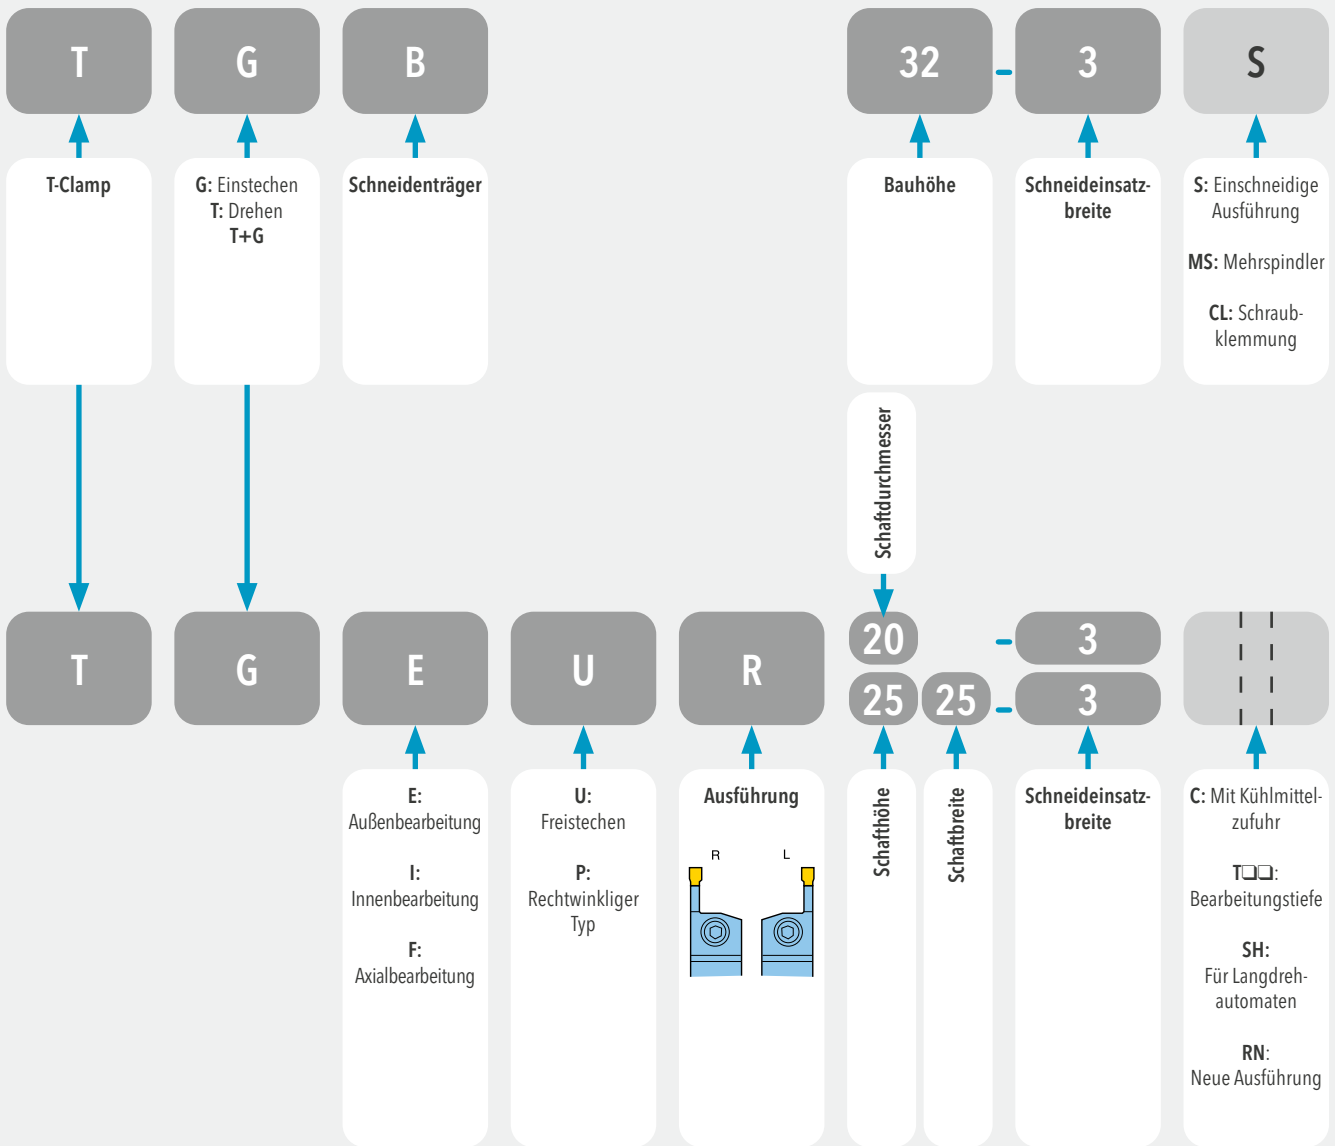 T G B 32 - 3 S
T-Clamp
G: Einstechen
T: Drehen
T+G
Schneidenträger
Bauhöhe
Schneideinsatz-
breite
S: Einschneidige
Ausführung
MS: Mehrspindler
CL: Schraub-
klemmung
Schaftdurchmesser
T G E U R
20 - 3
25 25 - 3
E:
Außenbearbeitung
I:
Innenbearbeitung
F:
Axialbearbeitung
U:
Freistechen
P:
Rechtwinkliger
Typ
Ausführung
R L
Schafthöhe
Schaftbreite
Schneideinsatz-
breite
C: Mit Kühlmittel-
zufuhr
T❏❏:
Bearbeitungstiefe
SH:
Für Langdreh-
automaten
RN:
Neue Ausführung